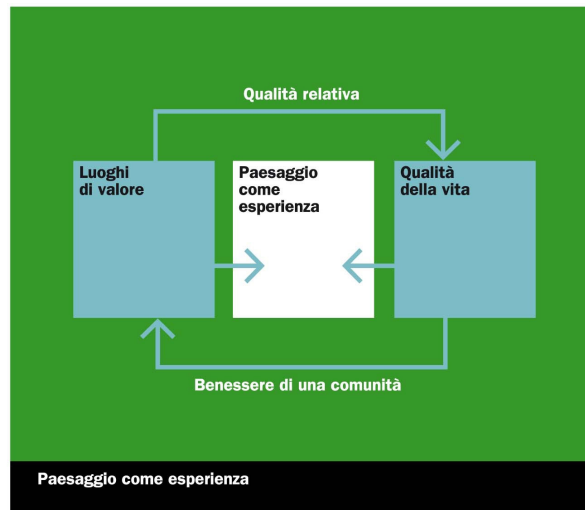 Qualità relativa
Luoghi
di valore
Paesaggio
come
esperienza
Qualità
della vita
Benessere di una comunità
Paesaggio come esperienza